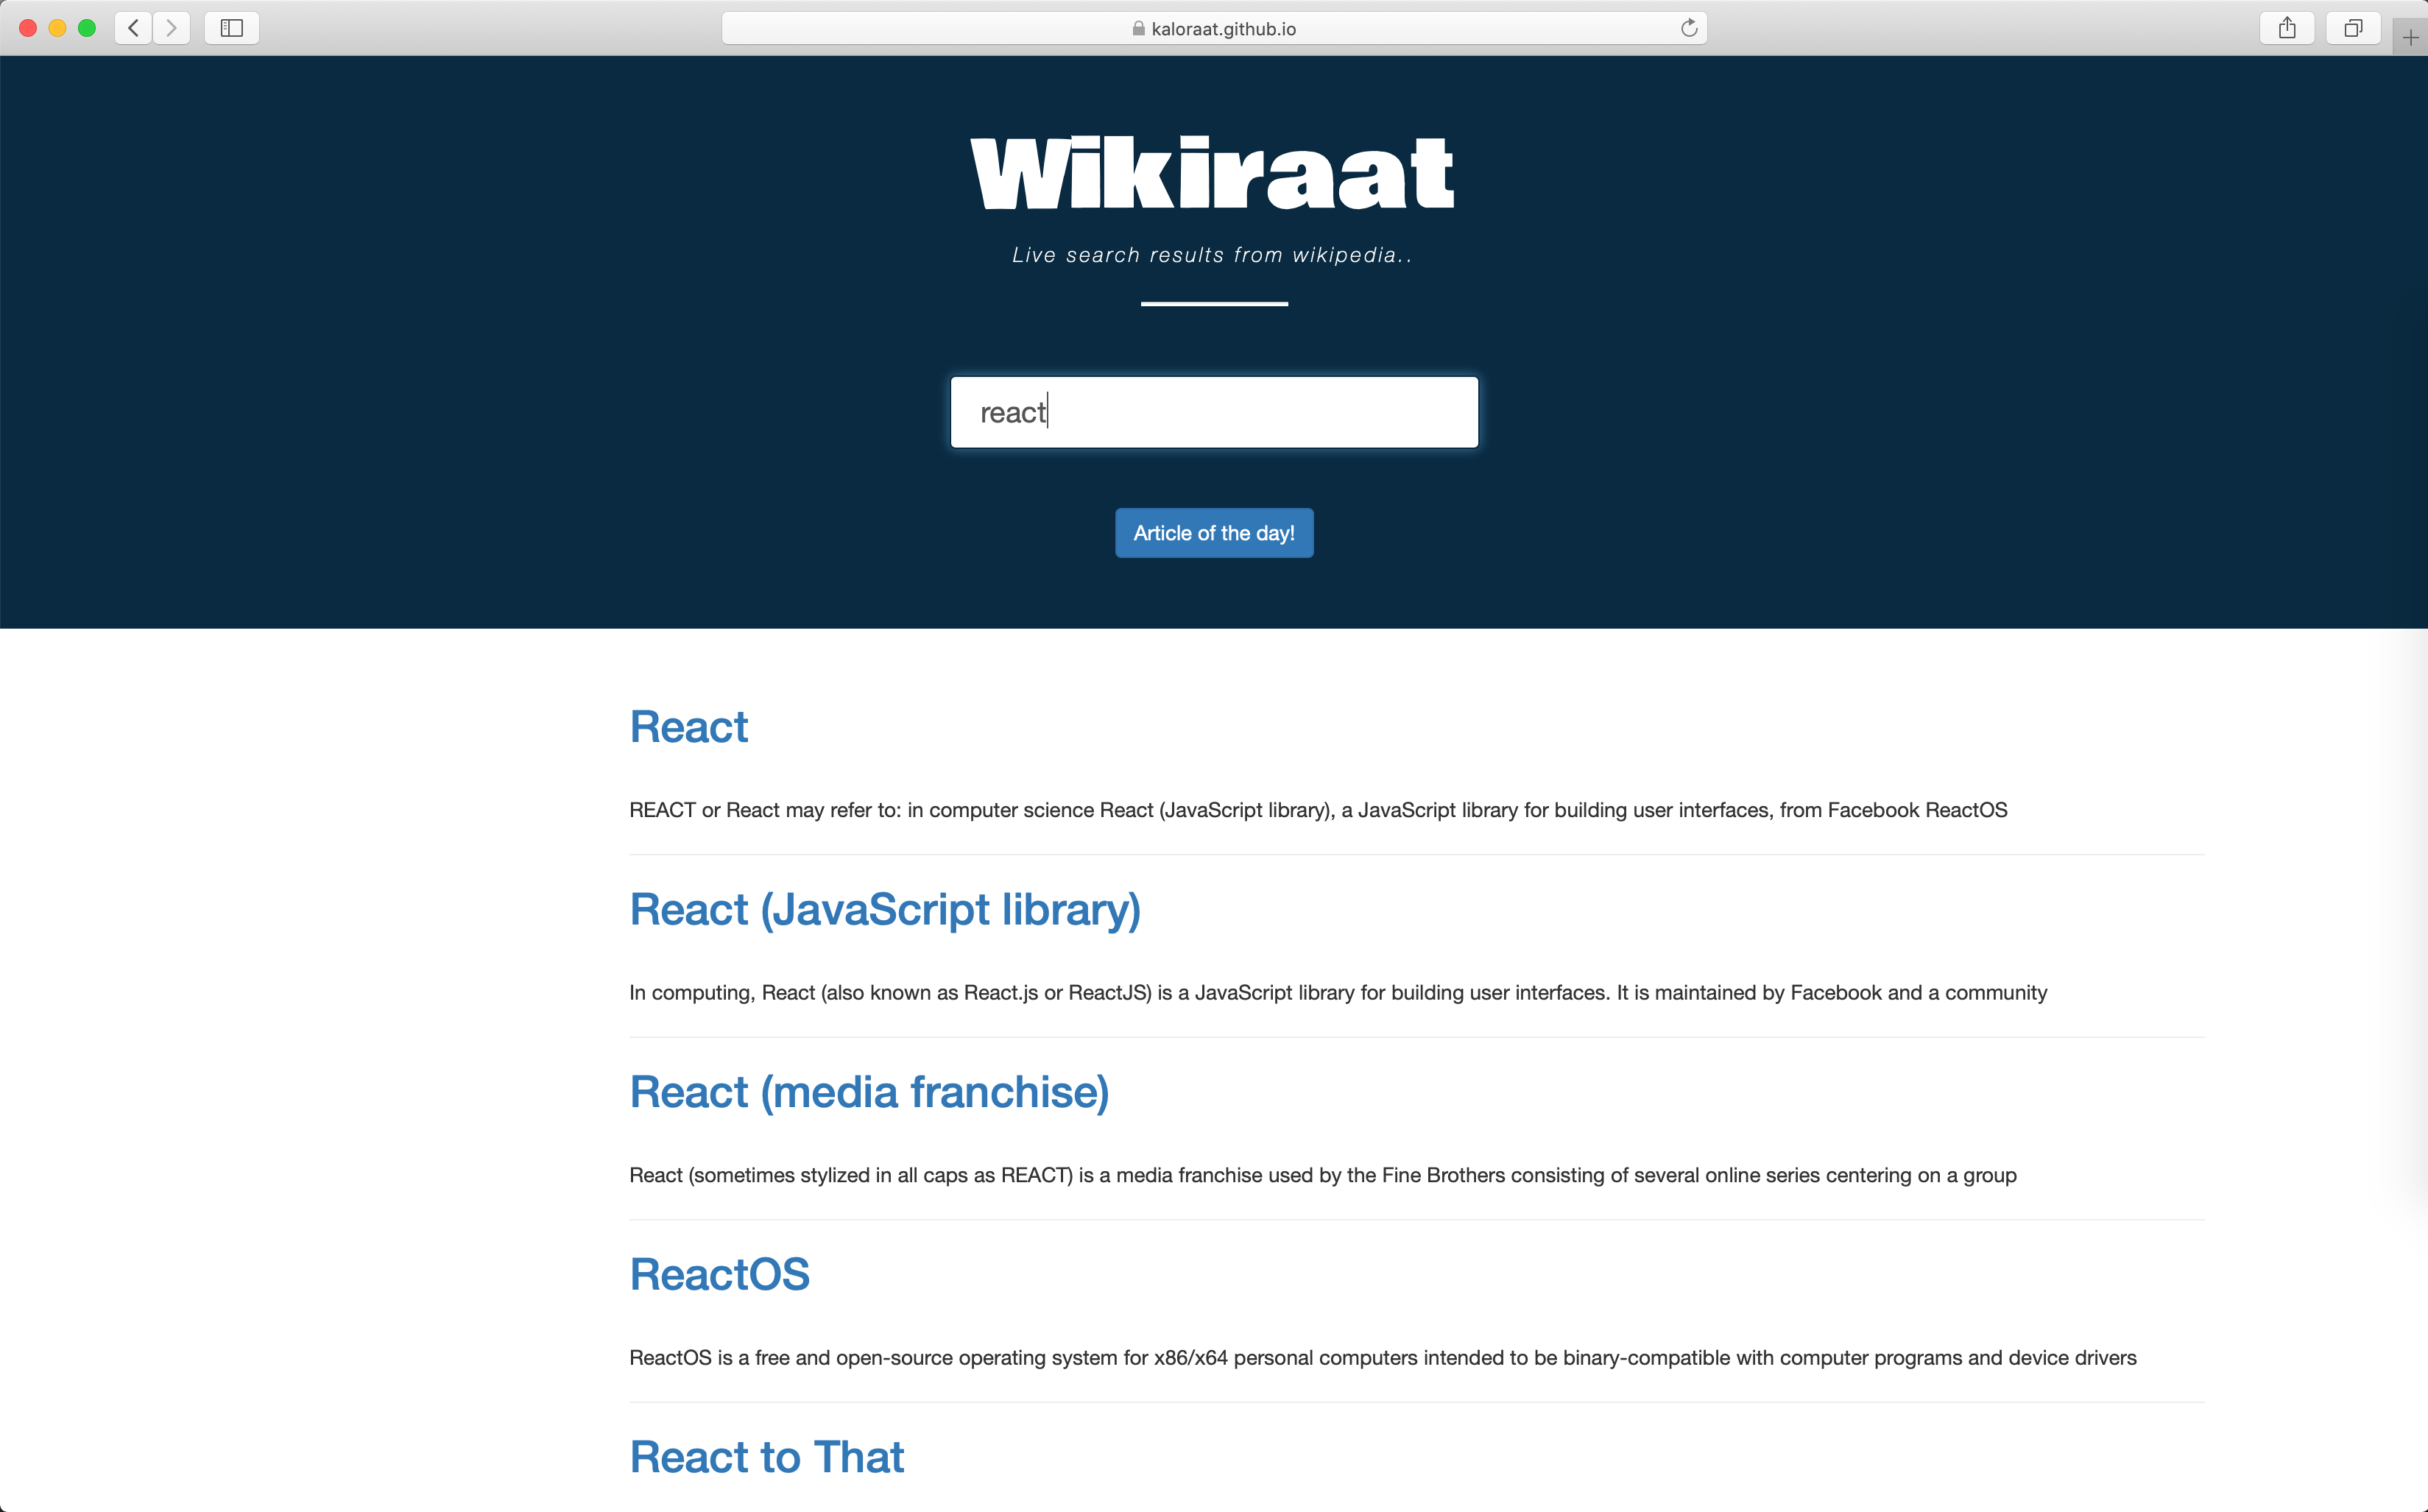 kaloraat.github.io
Wikiraat
Live search results from wikipedia..
react
Article of the day!
React
REACT or React may refer to: in computer science React (JavaScript library), a JavaScript library for building user interfaces, from Facebook ReactOS
React (JavaScript library)
In computing, React (also known as React.js or ReactJS) is a JavaScript library for building user interfaces. It is maintained by Facebook and a community
React (media franchise)
React (sometimes stylized in all caps as REACT) is a media franchise used by the Fine Brothers consisting of several online series centering on a group
ReactOS
ReactOS is a free and open-source operating system for x86/x64 personal computers intended to be binary-compatible with computer programs and device drivers
React to That